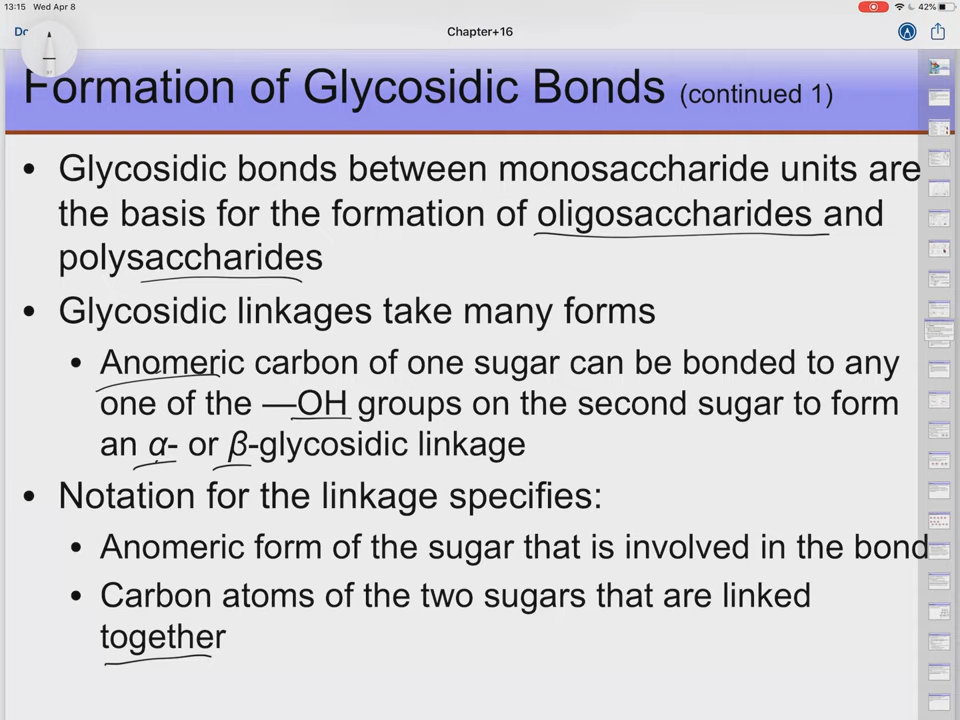 13:15 Wed Apr 8
42%
Chapter+16
Formation of Glycosidic Bonds (continued 1)
• Glycosidic bonds between monosaccharide units are
the basis for the formation of oligosaccharides and
polysaccharides
• Glycosidic linkages take many forms
• Anomeric carbon of one sugar can be bonded to any
one of the —OH groups on the second sugar to form
an α- or β-glycosidic linkage
• Notation for the linkage specifies:
• Anomeric form of the sugar that is involved in the bond
• Carbon atoms of the two sugars that are linked
together